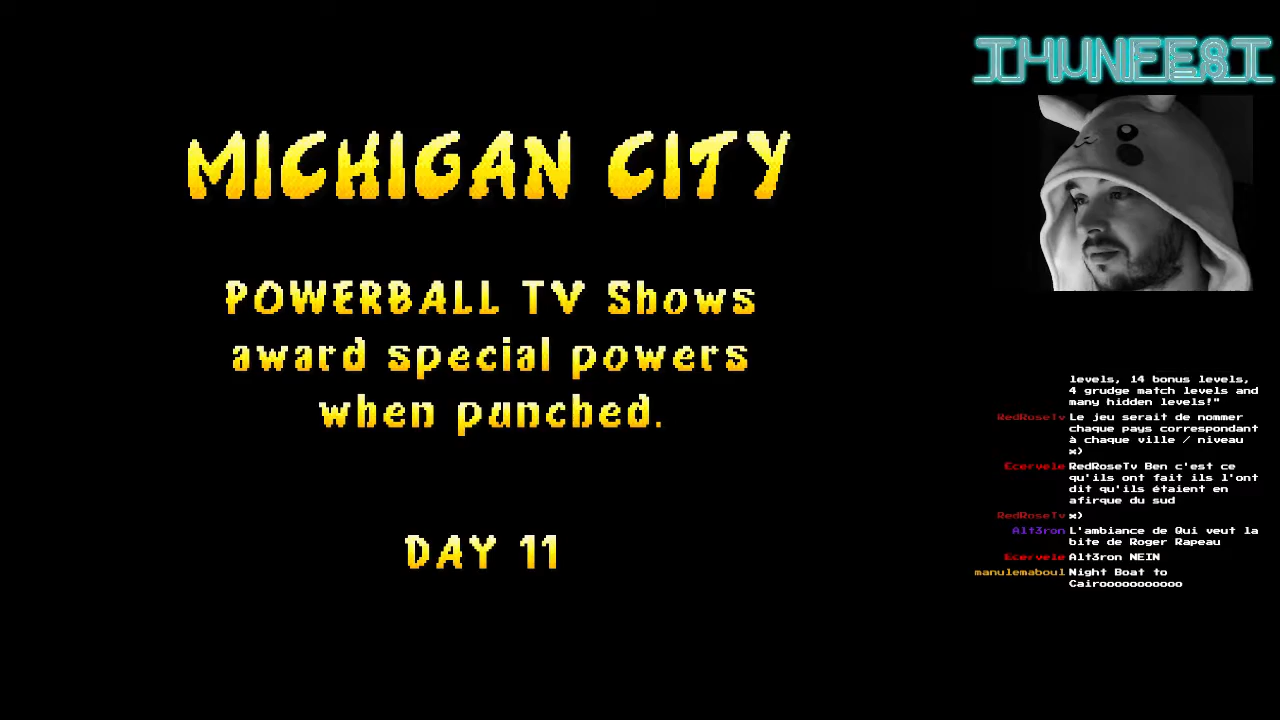 THUNFEST
MICHIGAN CITY
POWERBALL TV Shows
award special powers
when punched.
DAY 11
levels, 14 bonus levels,
4 grudge match levels and
many hidden levels!"
RedRoseTv Le jeu serait de nommer
chaque pays correspondant
à chaque ville / niveau
x)
Ecervele RedRoseTv Ben c'est ce
qu'ils ont fait ils l'ont
dit qu'ils étaient en
afirque du sud
RedRoseTv x)
Alt3ron L'ambiance de Qui veut la
bite de Roger Rapeau
Ecervele Alt3ron NEIN
manulemaboul Night Boat to
Cairooooooooooo